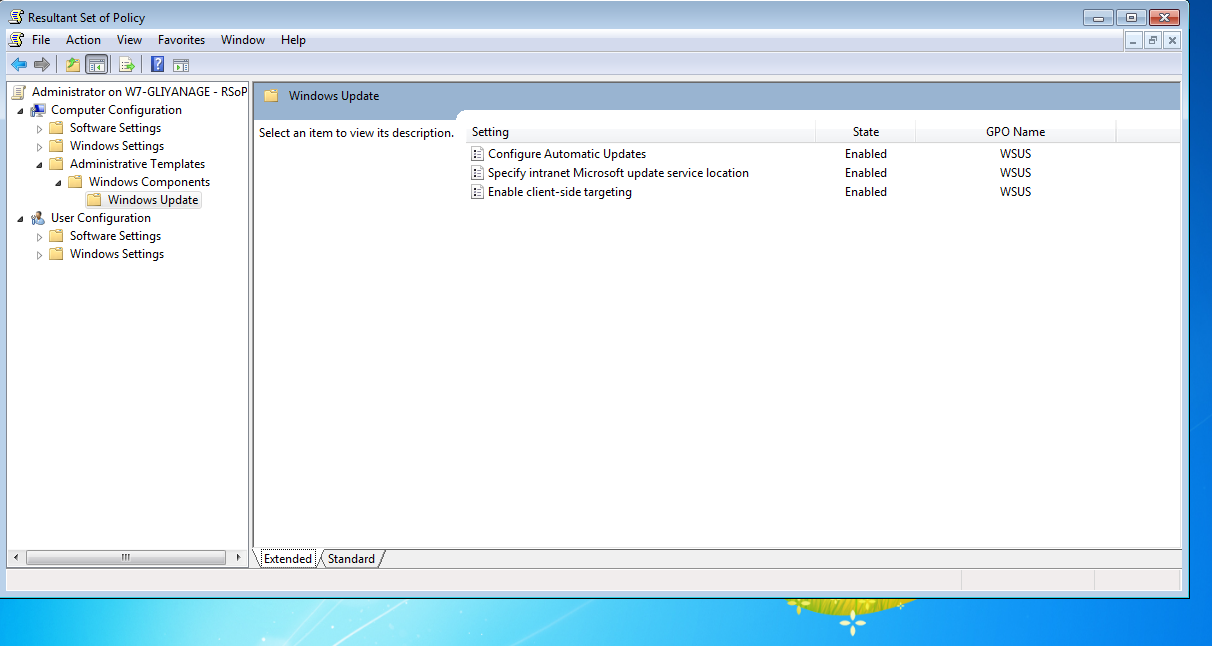 Resultant Set of Policy
File Action View Favorites Window Help
Administrator on W7-GLIYANAGE - RSoP
Computer Configuration
Software Settings
Windows Settings
Administrative Templates
Windows Components
Windows Update
User Configuration
Software Settings
Windows Settings
Windows Update
Select an item to view its description.
Setting State GPO Name
Configure Automatic Updates Enabled WSUS
Specify intranet Microsoft update service location Enabled WSUS
Enable client-side targeting Enabled WSUS
Extended Standard